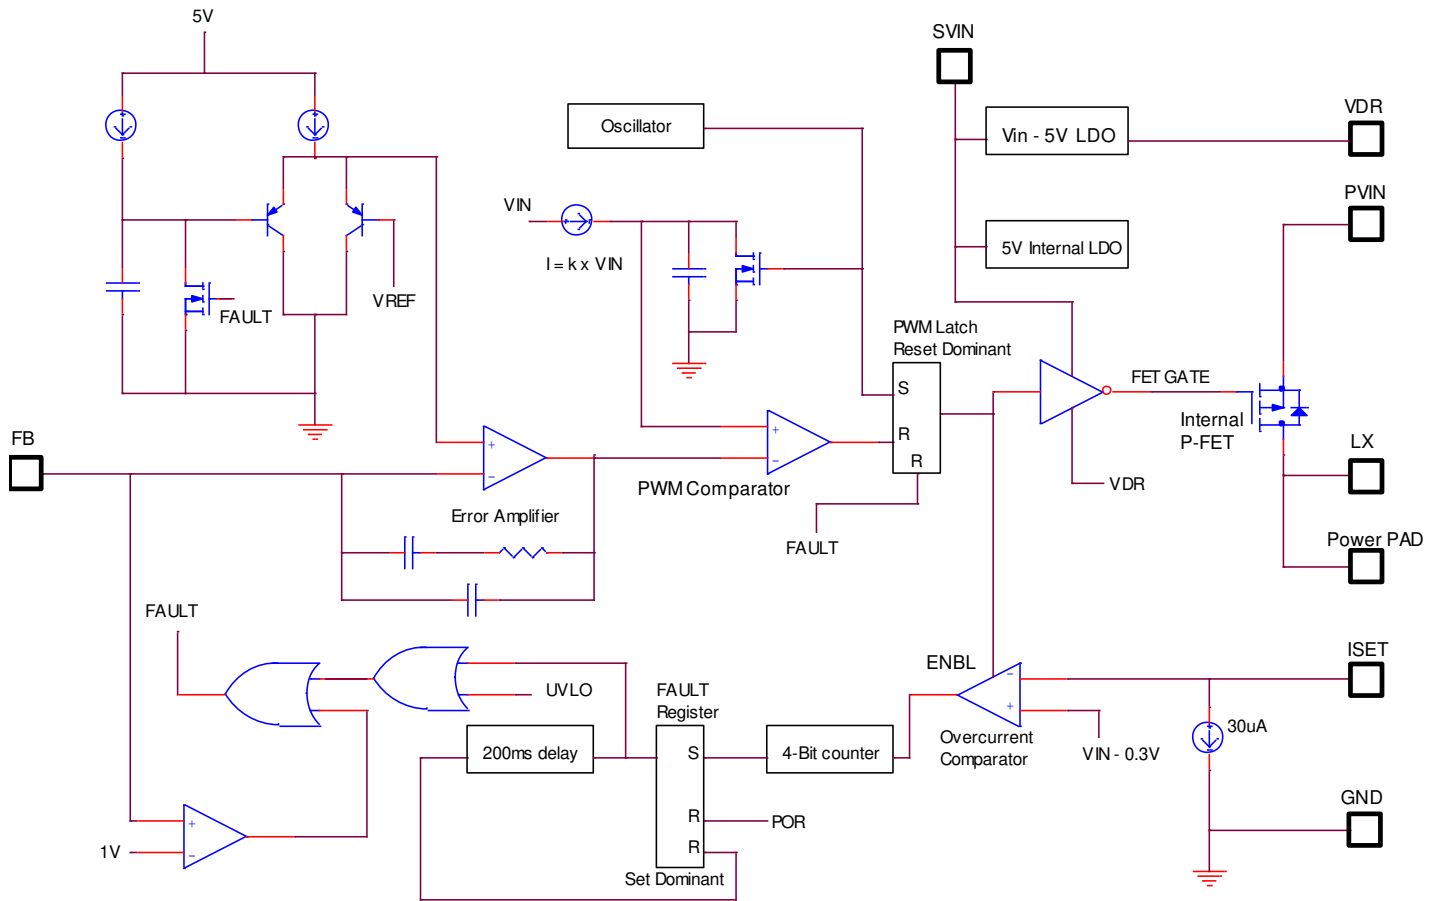 5V
SVIN
VDR
Oscillator
Vin - 5V LDO
PVIN
VIN
5V Internal LDO
I = k x VIN
VREF
FAULT
PWM Latch
Reset Dominant
FET GATE
S
Internal
P-FET
FB
+
+
R
LX
-
-
R
PWM Comparator
VDR
Error Amplifier
FAULT
Power PAD
FAULT
ENBL
-
ISET
UVLO
FAULT
Register
+
30uA
Overcurrent
Comparator
VIN - 0.3V
200ms delay
S
4-Bit counter
GND
+
R
POR
1V
-
R
Set Dominant